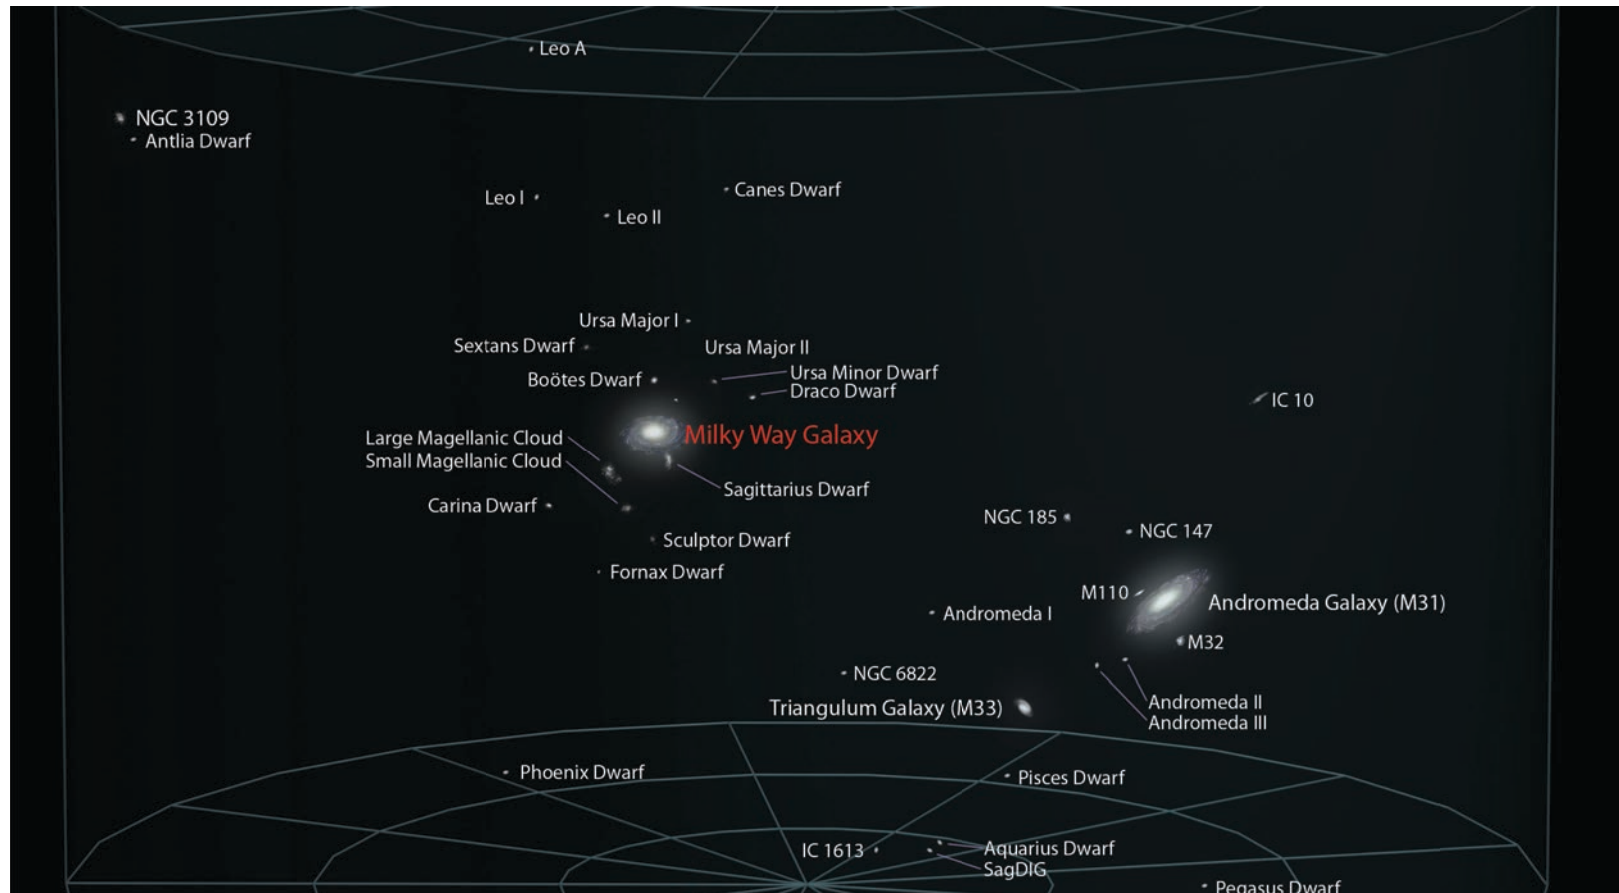 Leo A
NGC 3109
Antlia Dwarf
Canes Dwarf
Leo I
Leo II
Ursa Major I
Sextans Dwarf
Ursa Major II
Ursa Minor Dwarf
Boötes Dwarf
Draco Dwarf
IC 10
Milky Way Galaxy
Large Magellanic Cloud
Small Magellanic Cloud
Sagittarius Dwarf
Carina Dwarf
NGC 185
NGC 147
Sculptor Dwarf
Fornax Dwarf
M110
Andromeda Galaxy (M31)
Andromeda I
M32
NGC 6822
Andromeda II
Triangulum Galaxy (M33)
Andromeda III
Phoenix Dwarf
Pisces Dwarf
Aquarius Dwarf
IC 1613
SagDIG
Pegasus Dwarf